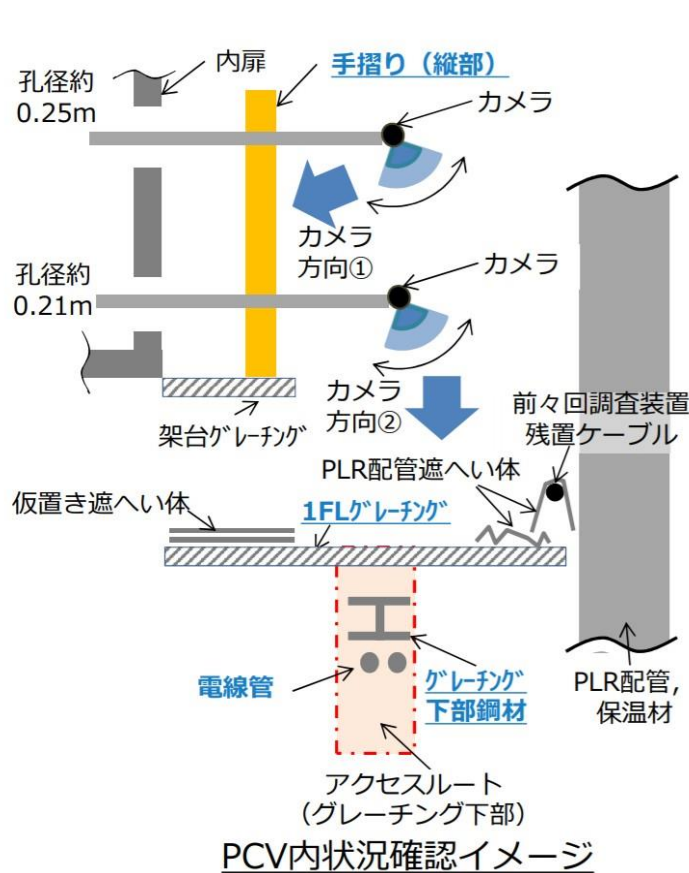 内扉
手摺り（縦部）
孔径約
0.25m
カメラ
カメラ
方向①
カメラ
孔径約
0.21m
カメラ
方向②
前々回調査装置
残置ケーブル
架台ｸﾞﾚｰﾁﾝｸﾞ
PLR配管遮へい体
仮置き遮へい体
1FLｸﾞﾚｰﾁﾝｸﾞ
電線管
ｸﾞﾚｰﾁﾝｸﾞ
下部鋼材
PLR配管,
保温材
アクセスルート
（グレーチング下部）
PCV内状況確認イメージ